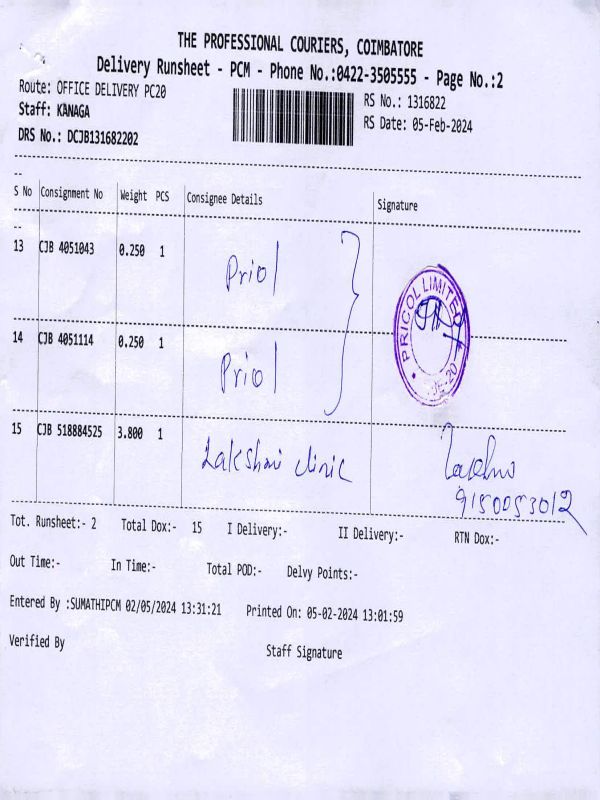 THE PROFESSIONAL COURIERS, COIMBATORE
Delivery Runsheet - PCM - Phone No.:0422-3505555 - Page No.:2
Route: OFFICE DELIVERY PC20
Staff: KANAGA
DRS No.: DCJB131682202
RS No.: 1316822
RS Date: 05-Feb-2024
--
S No Consignment No Weight PCS Consignee Details Signature
--
13 CJB 4051043 0.250 1 Pricol
PRICOL LIMITED
14 CJB 4051114 0.250 1 Pricol
15 CJB 518884525 3.800 1 Lakshmi clinic
9150053012
Tot. Runsheet:- 2 Total Dox:- 15 I Delivery:- II Delivery:- RTN Dox:-
Out Time:- In Time:- Total POD:- Delvy Points:-
Entered By :SUMATHIPCM 02/05/2024 13:31:21 Printed On: 05-02-2024 13:01:59
Verified By Staff Signature